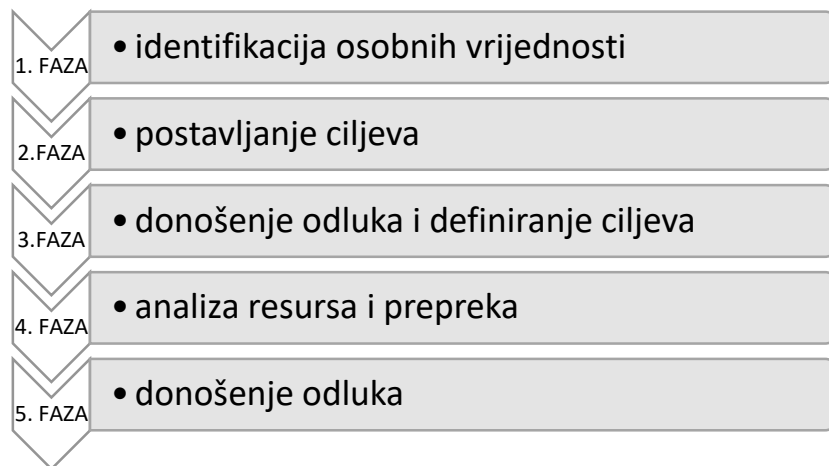 1. FAZA
• identifikacija osobnih vrijednosti
2.FAZA
• postavljanje ciljeva
3.FAZA
• donošenje odluka i definiranje ciljeva
4. FAZA
• analiza resursa i prepreka
5. FAZA
• donošenje odluka